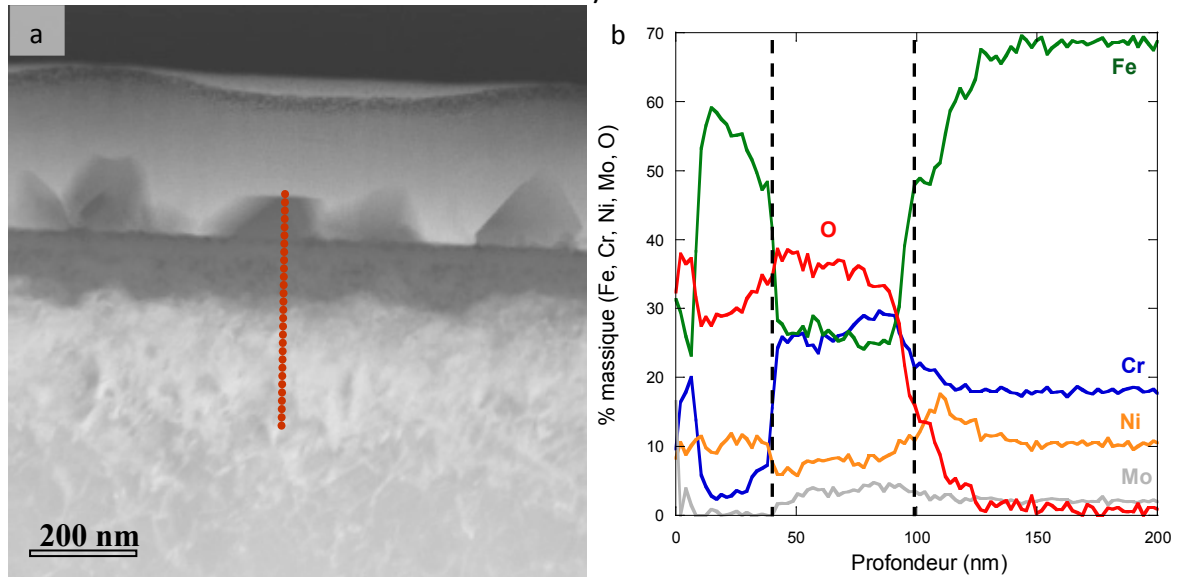 a
200 nm
b
% massique (Fe, Cr, Ni, Mo, O)
70
60
50
40
30
20
10
0
Fe
O
Cr
Ni
Mo
0 50 100 150 200
Profondeur (nm)